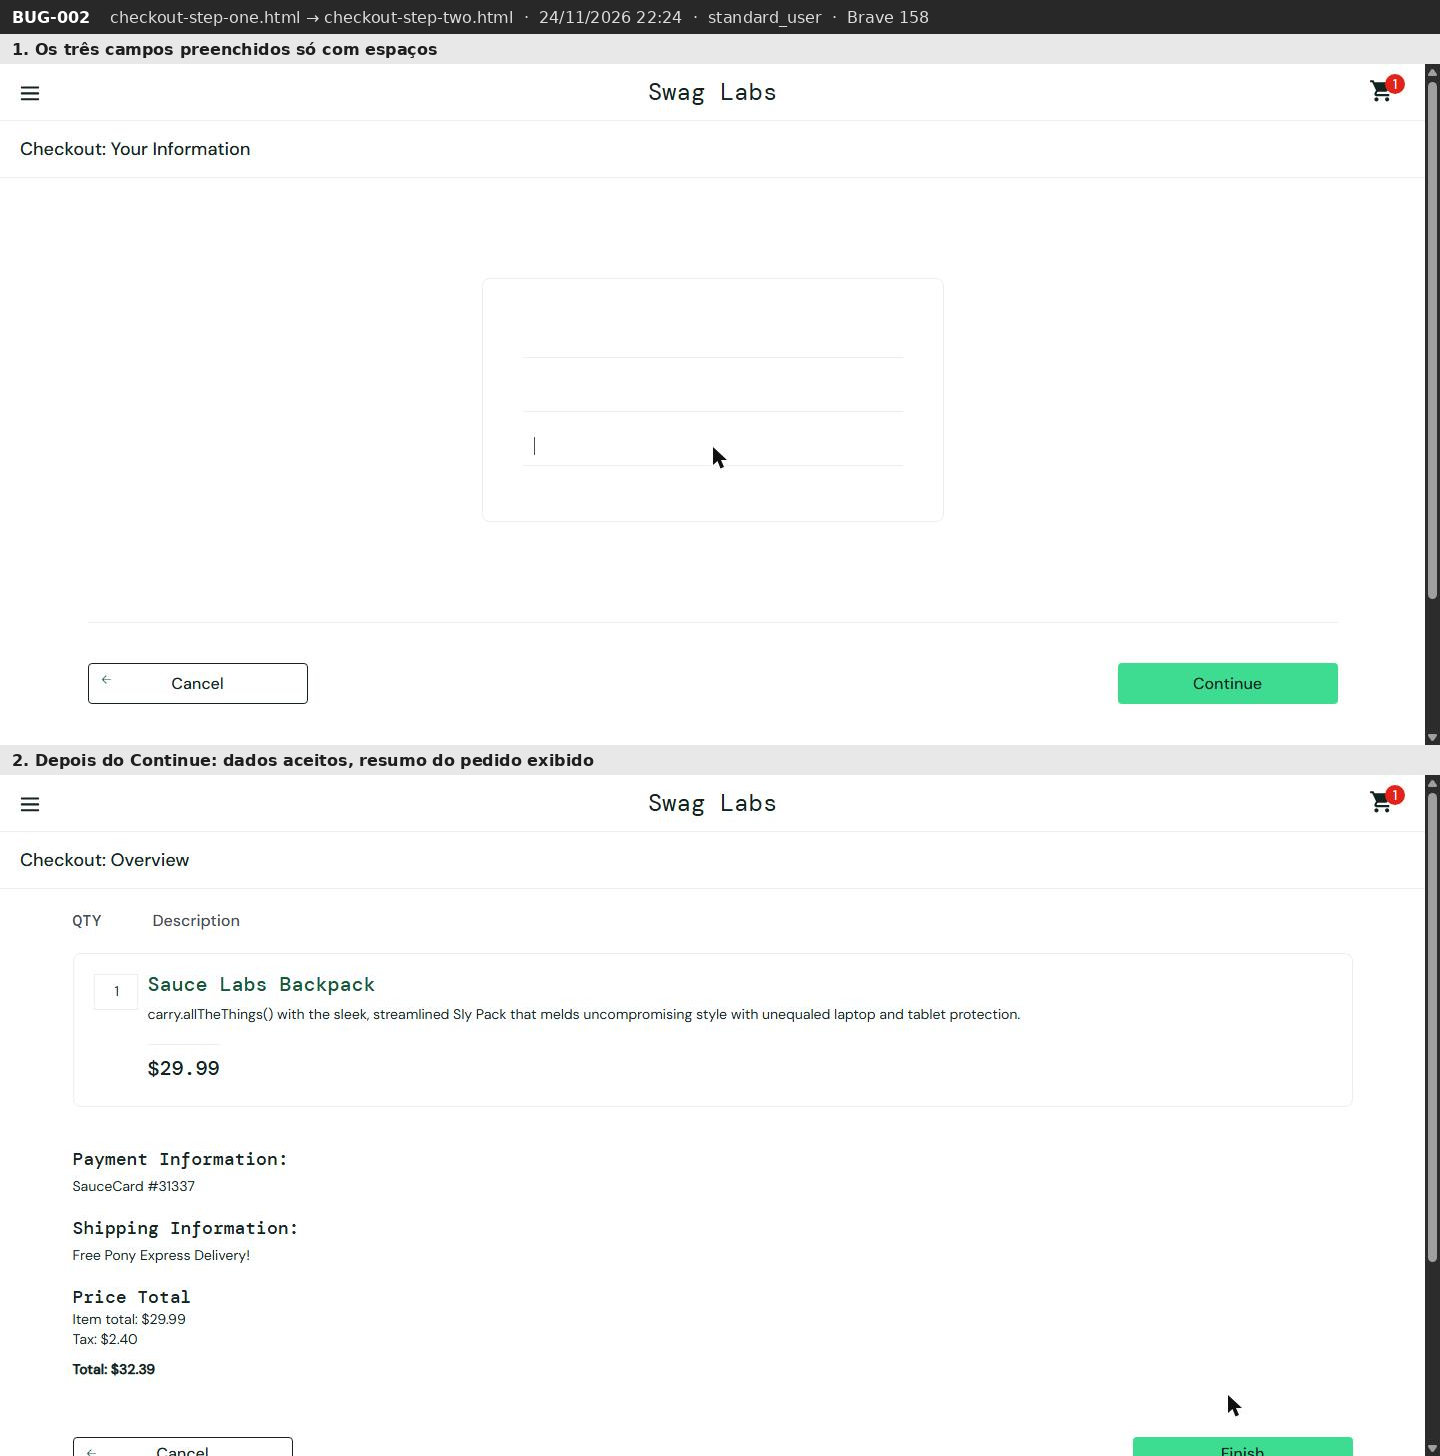 BUG-002 checkout-step-one.html → checkout-step-two.html · 24/11/2026 22:24 · standard_user · Brave 158
1. Os três campos preenchidos só com espaços
Swag Labs
1
Checkout: Your Information
← Cancel
Continue
2. Depois do Continue: dados aceitos, resumo do pedido exibido
Swag Labs
1
Checkout: Overview
QTY Description
1
Sauce Labs Backpack
carry.allTheThings() with the sleek, streamlined Sly Pack that melds uncompromising style with unequaled laptop and tablet protection.
$29.99
Payment Information:
SauceCard #31337
Shipping Information:
Free Pony Express Delivery!
Price Total
Item total: $29.99
Tax: $2.40
Total: $32.39
← Cancel
Finish